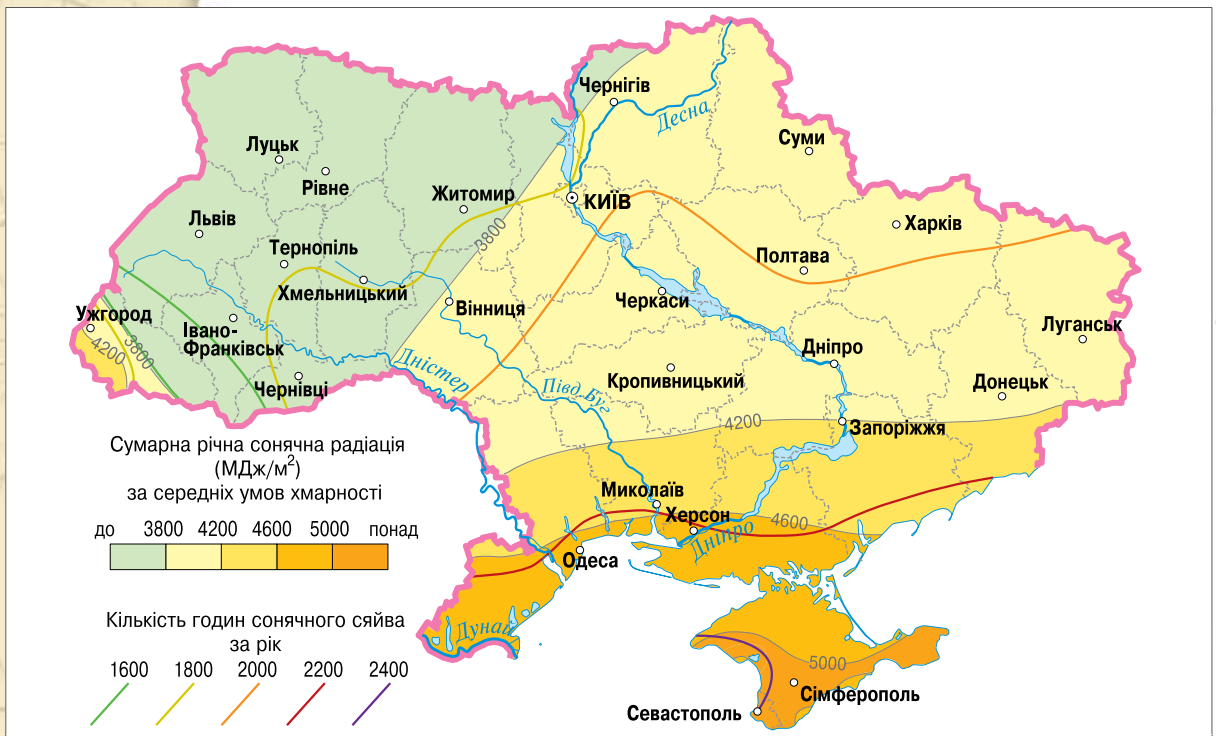 Чернігів
Десна
Суми
Луцьк
Рівне
Житомир
КИЇВ
Львів
3800
Харків
Тернопіль
Полтава
Хмельницький
Черкаси
Вінниця
Ужгород
Івано-
Франківськ
Луганськ
4200
3800
Дністер
Дніпро
Чернівці
Півд. Буг
Кропивницький
Донецьк
4200
Запоріжжя
Сумарна річна сонячна радіація
(МДж/м²)
за середніх умов хмарності
до 3800 4200 4600 5000 понад
Миколаїв
Херсон
4600
Дніпро
Одеса
Кількість годин сонячного сяйва
за рік
1600 1800 2000 2200 2400
Дунай
5000
Сімферополь
Севастополь